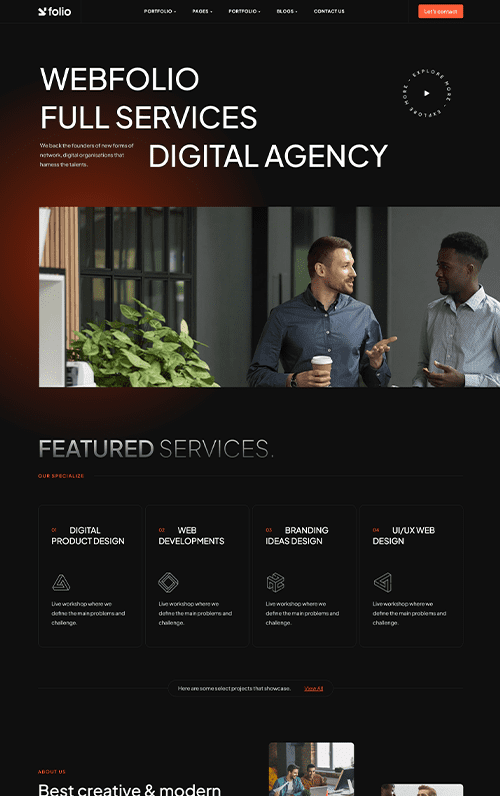 folio
PORTFOLIO
PAGES
PORTFOLIO
BLOGS
CONTACT US
Let's contact
WEBFOLIO
FULL SERVICES
DIGITAL AGENCY
We back the founders of new forms of
network, digital organisations that
harness the talents.
EXPLORE MORE - EXPLORE MORE -
FEATURED SERVICES.
OUR SPECIALIZE
01 DIGITAL
PRODUCT DESIGN
Live workshop where we
define the main problems and
challenge.
02 WEB
DEVELOPMENTS
Live workshop where we
define the main problems and
challenge.
03 BRANDING
IDEAS DESIGN
Live workshop where we
define the main problems and
challenge.
04 UI/UX WEB
DESIGN
Live workshop where we
define the main problems and
challenge.
Here are some select projects that showcase. View All
ABOUT US
Best creative & modern